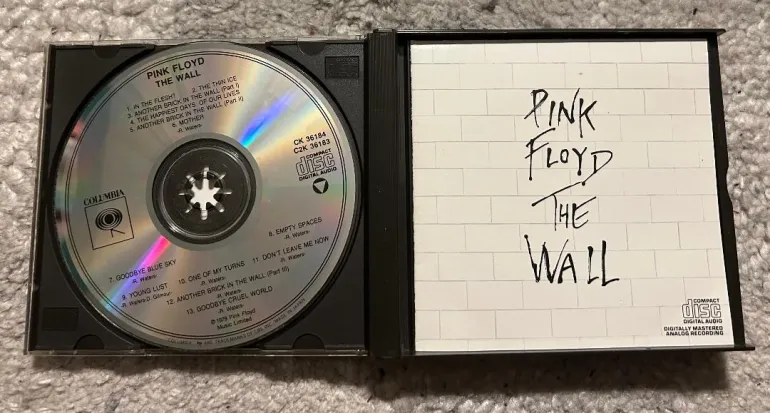 PINK FLOYD
THE WALL
1. IN THE FLESH? 2. THE THIN ICE
3. ANOTHER BRICK IN THE WALL (Part I)
4. THE HAPPIEST DAYS OF OUR LIVES
5. ANOTHER BRICK IN THE WALL (Part II)
6. MOTHER
-R. Waters-
CK 36184
C2K 36183
COMPACT
disc
DIGITAL AUDIO
COLUMBIA
8. EMPTY SPACES
-R. Waters-
7. GOODBYE BLUE SKY
-R. Waters-
11. DON'T LEAVE ME NOW
-R. Waters-
10. ONE OF MY TURNS
-R. Waters-
9. YOUNG LUST
-R. Waters-D. Gilmour-
12. ANOTHER BRICK IN THE WALL (Part III)
-R. Waters-
13. GOODBYE CRUEL WORLD
-R. Waters-
℗ 1979 Pink Floyd
Music Limited
PINK
FLOYD
THE
WALL
COMPACT
disc
DIGITAL AUDIO
DIGITALLY MASTERED
ANALOG RECORDING